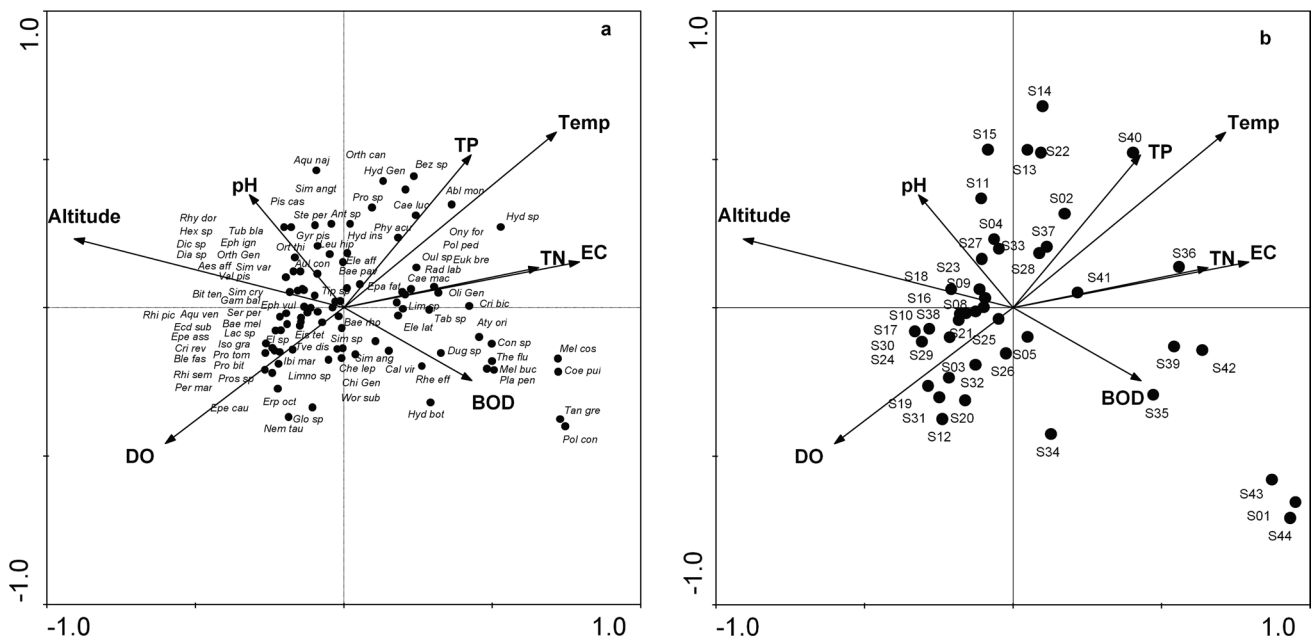 1.0
a
Temp
TP
Orth can
Aqu naj
Bez sp
Hyd Gen
pH
Sim angt
Abl mon
Pis cas
Pro sp
Altitude
Ste per Ant sp
Cae luc
Hyd sp
Rhy dor
Tub bla
Phy acu
Ony for
Hex sp
Gyr pis
Hyd ins
Pol ped
Dic sp
Eph ign
Ort thi
Leu hip
TN
EC
Dia sp
Orth Gen
Ele aff
Oul sp
Euk bre
Aes aff
Sim var
Aul con
Bae pav
Rad lab
Val pis
Cae mac
Bit ten
Sim cry
Tip sp
Epa fat
Oli Gen
Gam bal
Eph vul
Lim sp
Cri bic
Rhi pic
Aqu ven
Ser per
Tab sp
Ecd sub
Bae mel
Bae rho
Ele lat
Aty ori
Epe ass
Lac sp
Eis tet
Iso gra
El sp
Sim sp
Con sp
Cri rev
Tve dis
Dug sp
Mel cos
Ble fas
Pro tom
Ibi mar
Sim ang
The flu
Pro bit
Che lep
Cal vir
Mel buc
Coe pui
Rhi sem
Pros sp
Limno sp
Rhe eff
Pla pen
Per mar
Chi Gen
Erp oct
Wor sub
BOD
Epe cau
Hyd bot
Tan gre
Glo sp
Nem tau
Pol con
DO
-1.0
-1.0
1.0
1.0
b
S14
Temp
S15
S40
TP
S22
S13
pH
S11
S02
Altitude
S04
S37
S27
S33
S36
EC
TN
S23
S28
S18
S41
S09
S16
S08
S10
S38
S17
S21
S30
S25
S05
S24
S29
S39
S42
S03
S26
S32
BOD
S35
S19
S31
S20
S12
S34
DO
S43
S01
S44
-1.0
1.0